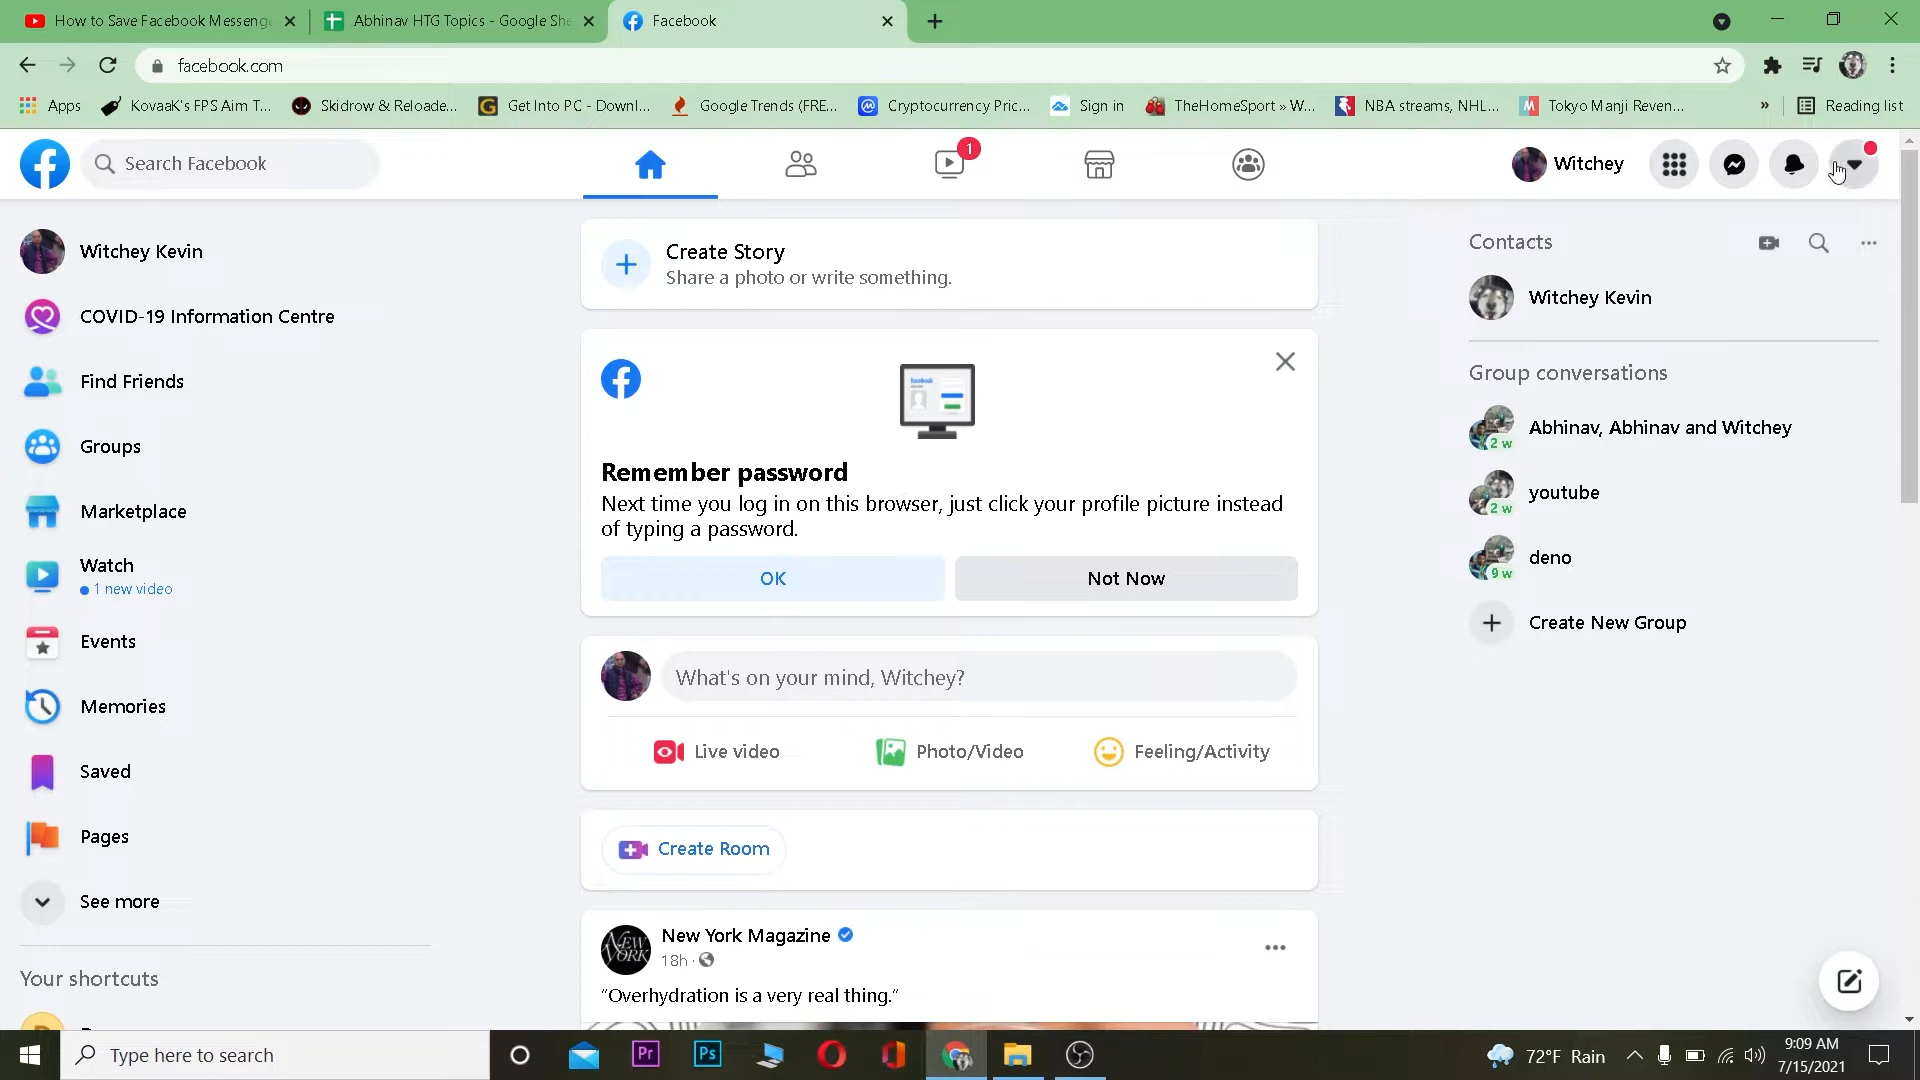 How to Save Facebook Messeng
Abhinav HTG Topics - Google She
Facebook
facebook.com
Apps
KovaaK's FPS Aim T...
Skidrow & Reloade...
Get Into PC - Downl...
Google Trends (FRE...
Cryptocurrency Pric...
Sign in
TheHomeSport » W...
NBA streams, NHL...
Tokyo Manji Reven...
»
Reading list
Search Facebook
1
Witchey
Witchey Kevin
COVID-19 Information Centre
Find Friends
Groups
Marketplace
Watch
1 new video
Events
Memories
Saved
Pages
See more
Your shortcuts
Create Story
Share a photo or write something.
Remember password
Next time you log in on this browser, just click your profile picture instead
of typing a password.
OK
Not Now
What's on your mind, Witchey?
Live video
Photo/Video
Feeling/Activity
Create Room
NEW YORK
New York Magazine
18h ·
“Overhydration is a very real thing.”
Contacts
Witchey Kevin
Group conversations
Abhinav, Abhinav and Witchey
2 w
youtube
2 w
deno
9 w
Create New Group
Type here to search
Pr
Ps
72°F Rain
9:09 AM
7/15/2021